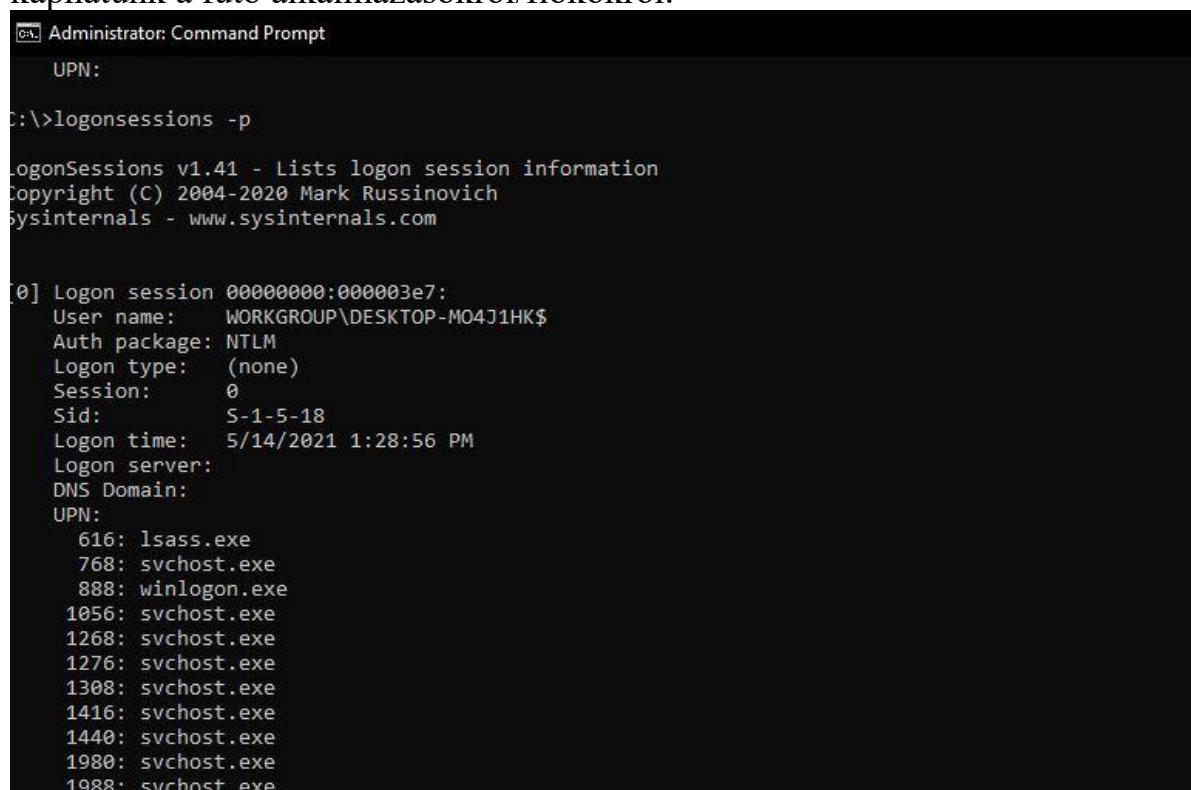 Administrator: Command Prompt
UPN:
C:\>logonsessions -p
LogonSessions v1.41 - Lists logon session information
Copyright (C) 2004-2020 Mark Russinovich
Sysinternals - www.sysinternals.com
[0] Logon session 00000000:000003e7:
User name: WORKGROUP\DESKTOP-MO4J1HK$
Auth package: NTLM
Logon type: (none)
Session: 0
Sid: S-1-5-18
Logon time: 5/14/2021 1:28:56 PM
Logon server:
DNS Domain:
UPN:
616: lsass.exe
768: svchost.exe
888: winlogon.exe
1056: svchost.exe
1268: svchost.exe
1276: svchost.exe
1308: svchost.exe
1416: svchost.exe
1440: svchost.exe
1980: svchost.exe
1988: svchost.exe